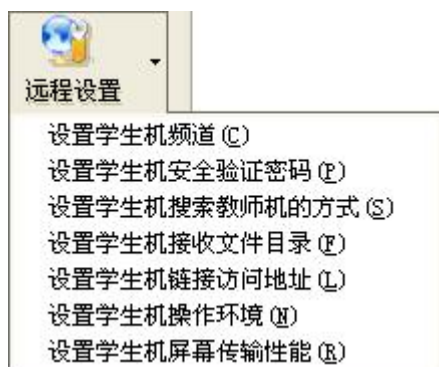 远程设置
设置学生机频道(C)
设置学生机安全验证密码(P)
设置学生机搜索教师机的方式(S)
设置学生机接收文件目录(F)
设置学生机链接访问地址(L)
设置学生机操作环境(N)
设置学生机屏幕传输性能(R)